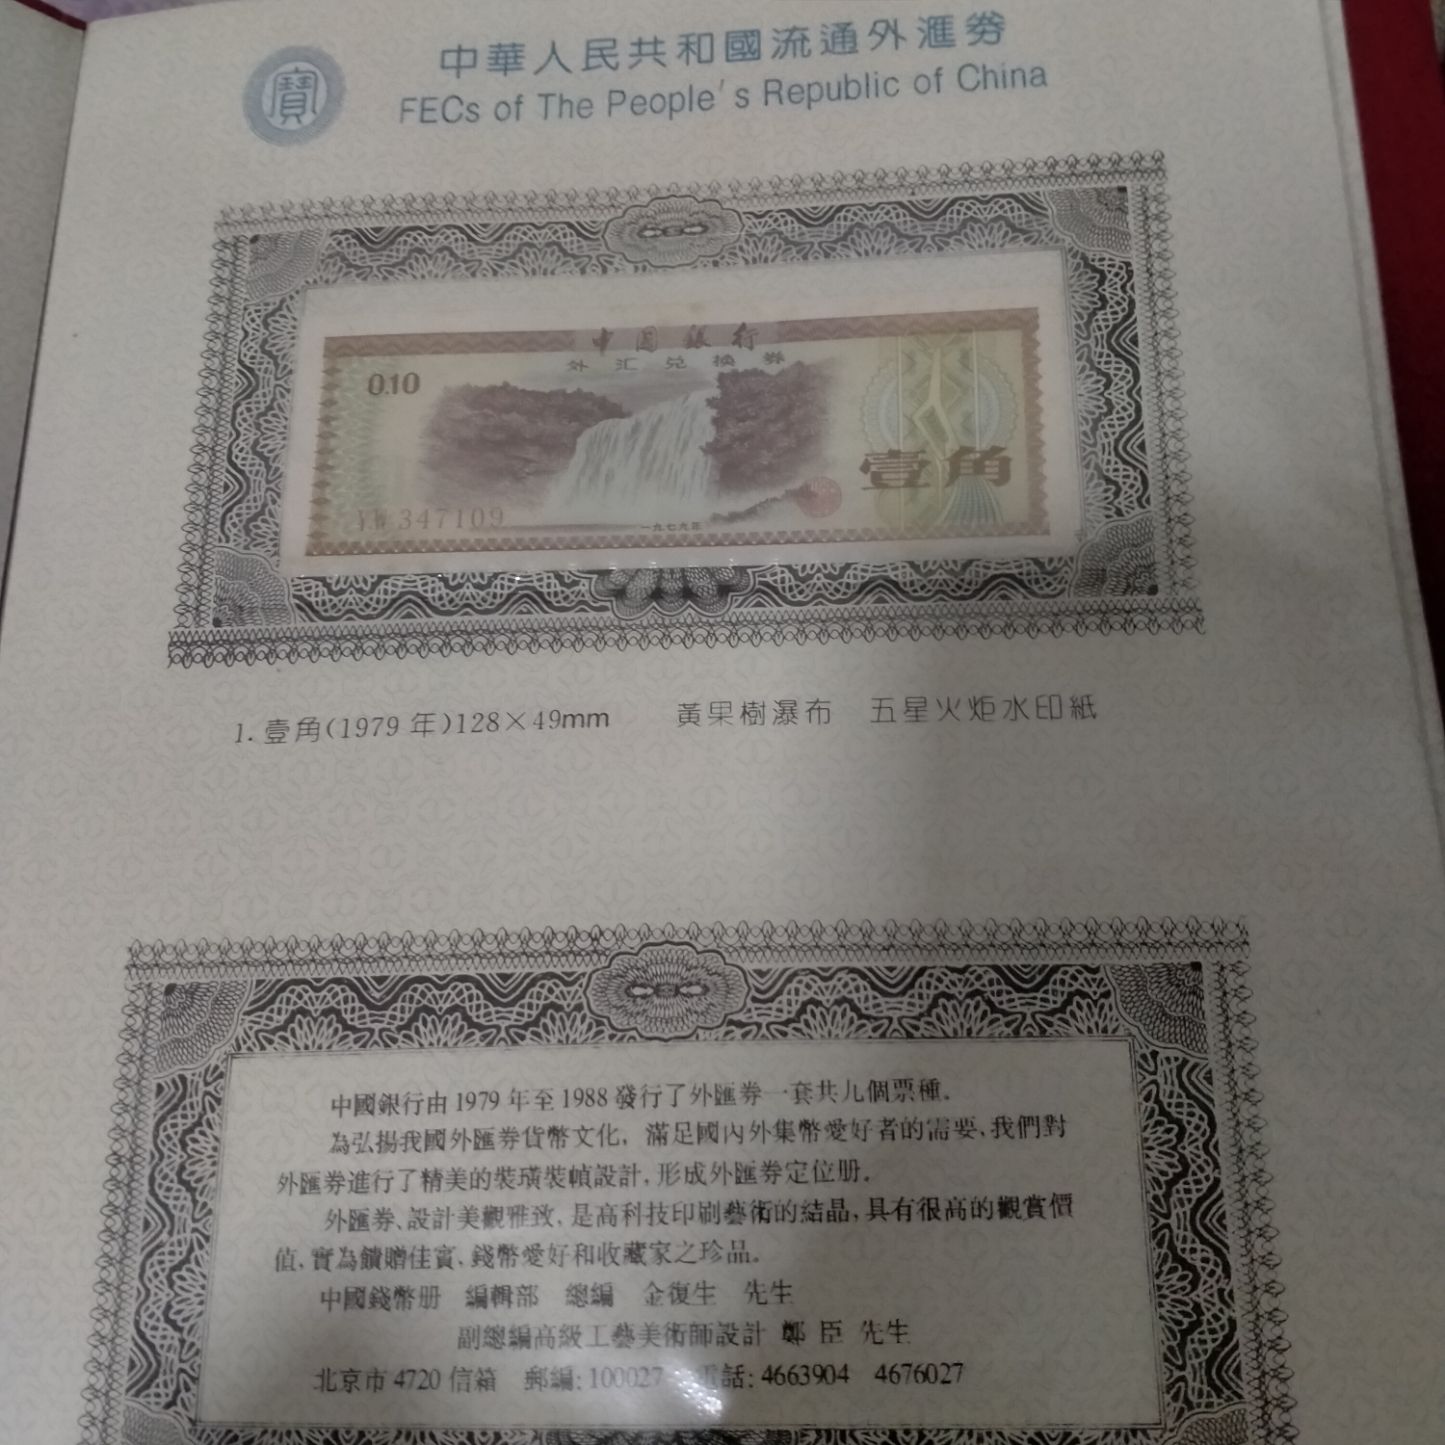 寶
中華人民共和國流通外滙券
FECs of The People's Republic of China
中国银行
外汇兑换券
0.10
壹角
347109
一九七九年
1.壹角(1979年)128×49mm 黃果樹瀑布 五星火炬水印紙
中國銀行由1979年至1988發行了外匯券一套共九個票種.
為弘揚我國外匯券貨幣文化, 滿足國內外集幣愛好者的需要,我們對
外匯券進行了精美的裝璜裝幀設計,形成外匯券定位册.
外匯券、設計美觀雅致,是高科技印刷藝術的結晶,具有很高的觀賞價
值,實為饋贈佳賓、錢幣愛好和收藏家之珍品。
中國錢幣册 編輯部 總編 金復生 先生
副總編高級工藝美術師設計 鄭臣 先生
北京市4720信箱 郵編:100027 電話:4663904 4676027